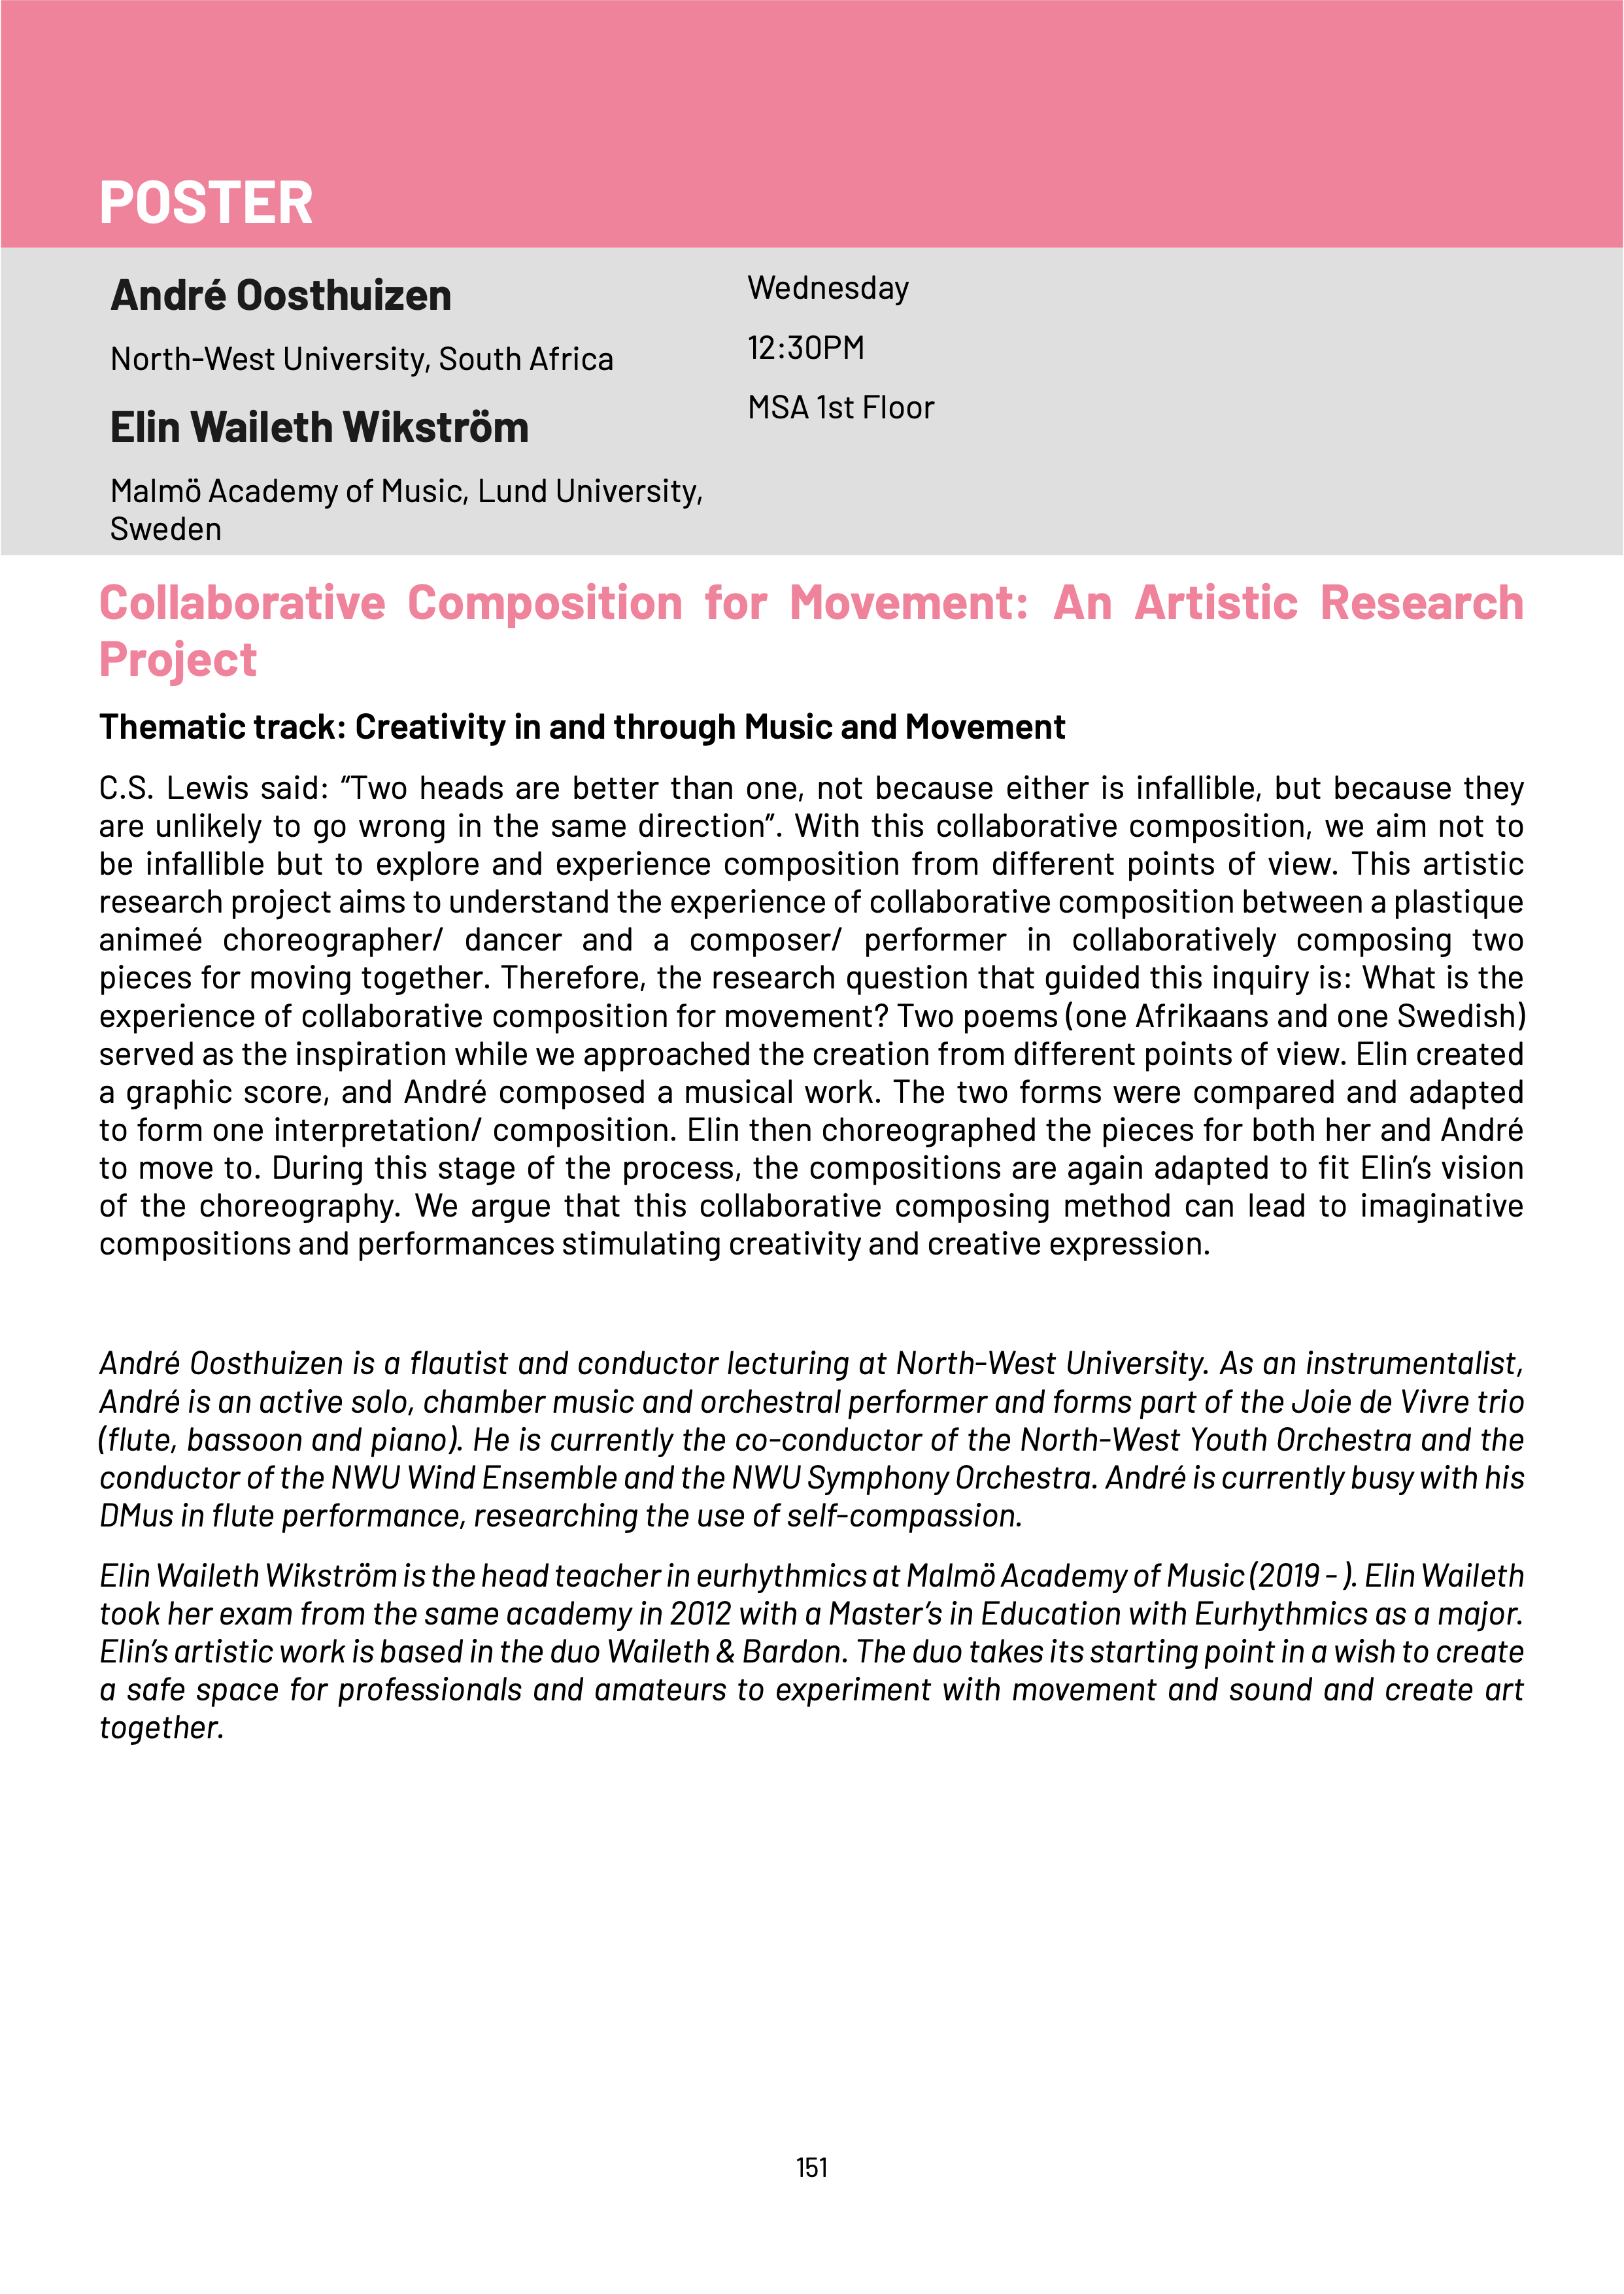 POSTER
André Oosthuizen
North-West University, South Africa
Elin Waileth Wikström
Malmö Academy of Music, Lund University,
Sweden
Wednesday
12:30PM
MSA 1st Floor
Collaborative Composition for Movement: An Artistic Research
Project
Thematic track: Creativity in and through Music and Movement
C.S. Lewis said: “Two heads are better than one, not because either is infallible, but because they
are unlikely to go wrong in the same direction”. With this collaborative composition, we aim not to
be infallible but to explore and experience composition from different points of view. This artistic
research project aims to understand the experience of collaborative composition between a plastique
animeé choreographer/ dancer and a composer/ performer in collaboratively composing two
pieces for moving together. Therefore, the research question that guided this inquiry is: What is the
experience of collaborative composition for movement? Two poems (one Afrikaans and one Swedish)
served as the inspiration while we approached the creation from different points of view. Elin created
a graphic score, and André composed a musical work. The two forms were compared and adapted
to form one interpretation/ composition. Elin then choreographed the pieces for both her and André
to move to. During this stage of the process, the compositions are again adapted to fit Elin’s vision
of the choreography. We argue that this collaborative composing method can lead to imaginative
compositions and performances stimulating creativity and creative expression.
André Oosthuizen is a flautist and conductor lecturing at North-West University. As an instrumentalist,
André is an active solo, chamber music and orchestral performer and forms part of the Joie de Vivre trio
(flute, bassoon and piano). He is currently the co-conductor of the North-West Youth Orchestra and the
conductor of the NWU Wind Ensemble and the NWU Symphony Orchestra. André is currently busy with his
DMus in flute performance, researching the use of self-compassion.
Elin Waileth Wikström is the head teacher in eurhythmics at Malmö Academy of Music (2019 - ). Elin Waileth
took her exam from the same academy in 2012 with a Master’s in Education with Eurhythmics as a major.
Elin’s artistic work is based in the duo Waileth & Bardon. The duo takes its starting point in a wish to create
a safe space for professionals and amateurs to experiment with movement and sound and create art
together.
151